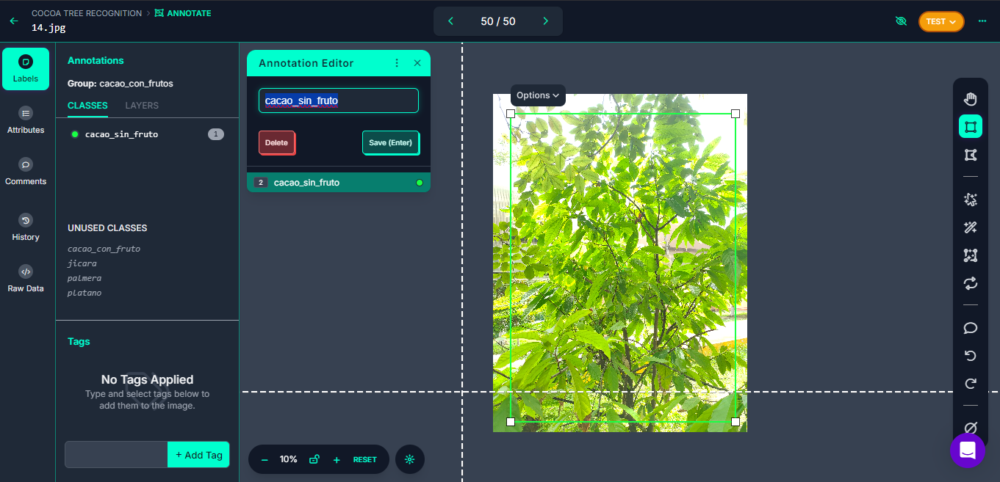 COCOA TREE RECOGNITION > ANNOTATE
14.jpg
50 / 50
TEST
Labels
Attributes
Comments
History
Raw Data
Annotations
Group: cacao_con_frutos
CLASSES LAYERS
cacao_sin_fruto 1
UNUSED CLASSES
cacao_con_fruto
jicara
palmera
platano
Tags
No Tags Applied
Type and select tags below to
add them to the image.
+ Add Tag
Annotation Editor
cacao_sin_fruto
Delete Save (Enter)
2 cacao_sin_fruto
Options
− 10% + RESET